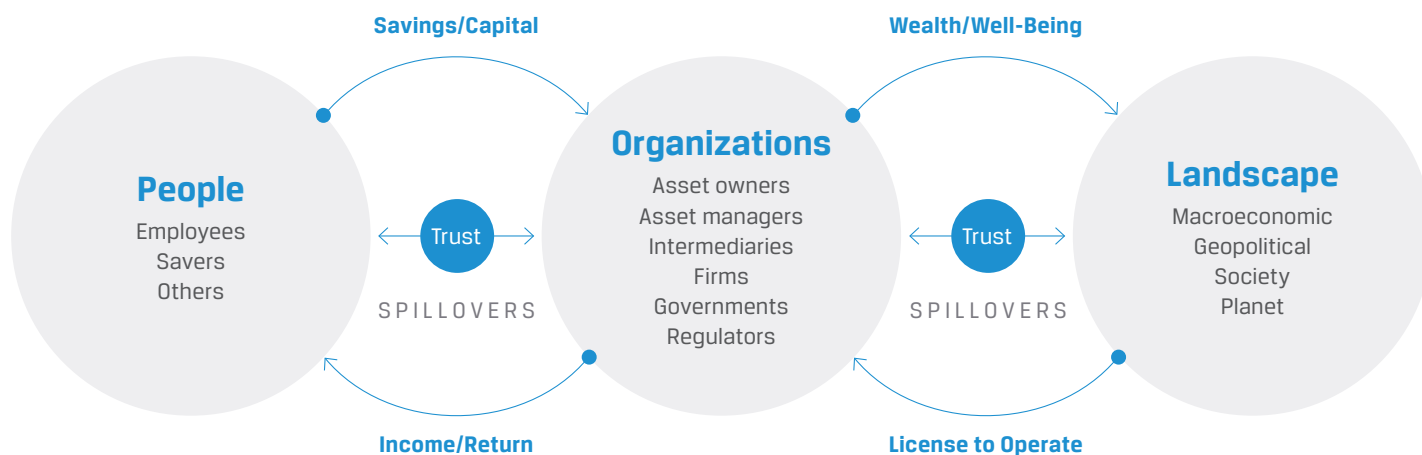 Savings/Capital
Wealth/Well-Being
People
Employees
Savers
Others
Trust
SPILLOVERS
Organizations
Asset owners
Asset managers
Intermediaries
Firms
Governments
Regulators
Trust
SPILLOVERS
Landscape
Macroeconomic
Geopolitical
Society
Planet
Income/Return
License to Operate